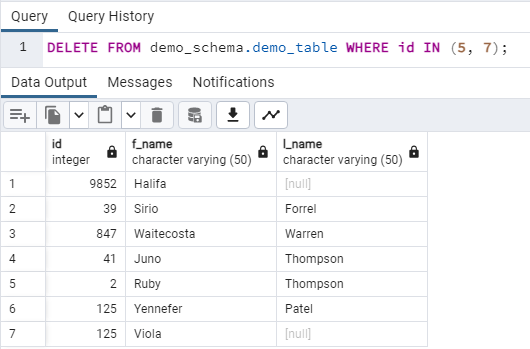 Query Query History
1 DELETE FROM demo_schema.demo_table WHERE id IN (5, 7);
Data Output Messages Notifications
id f_name l_name
integer character varying (50) character varying (50)
1 9852 Halifa [null]
2 39 Sirio Forrel
3 847 Waitecosta Warren
4 41 Juno Thompson
5 2 Ruby Thompson
6 125 Yennefer Patel
7 125 Viola [null]